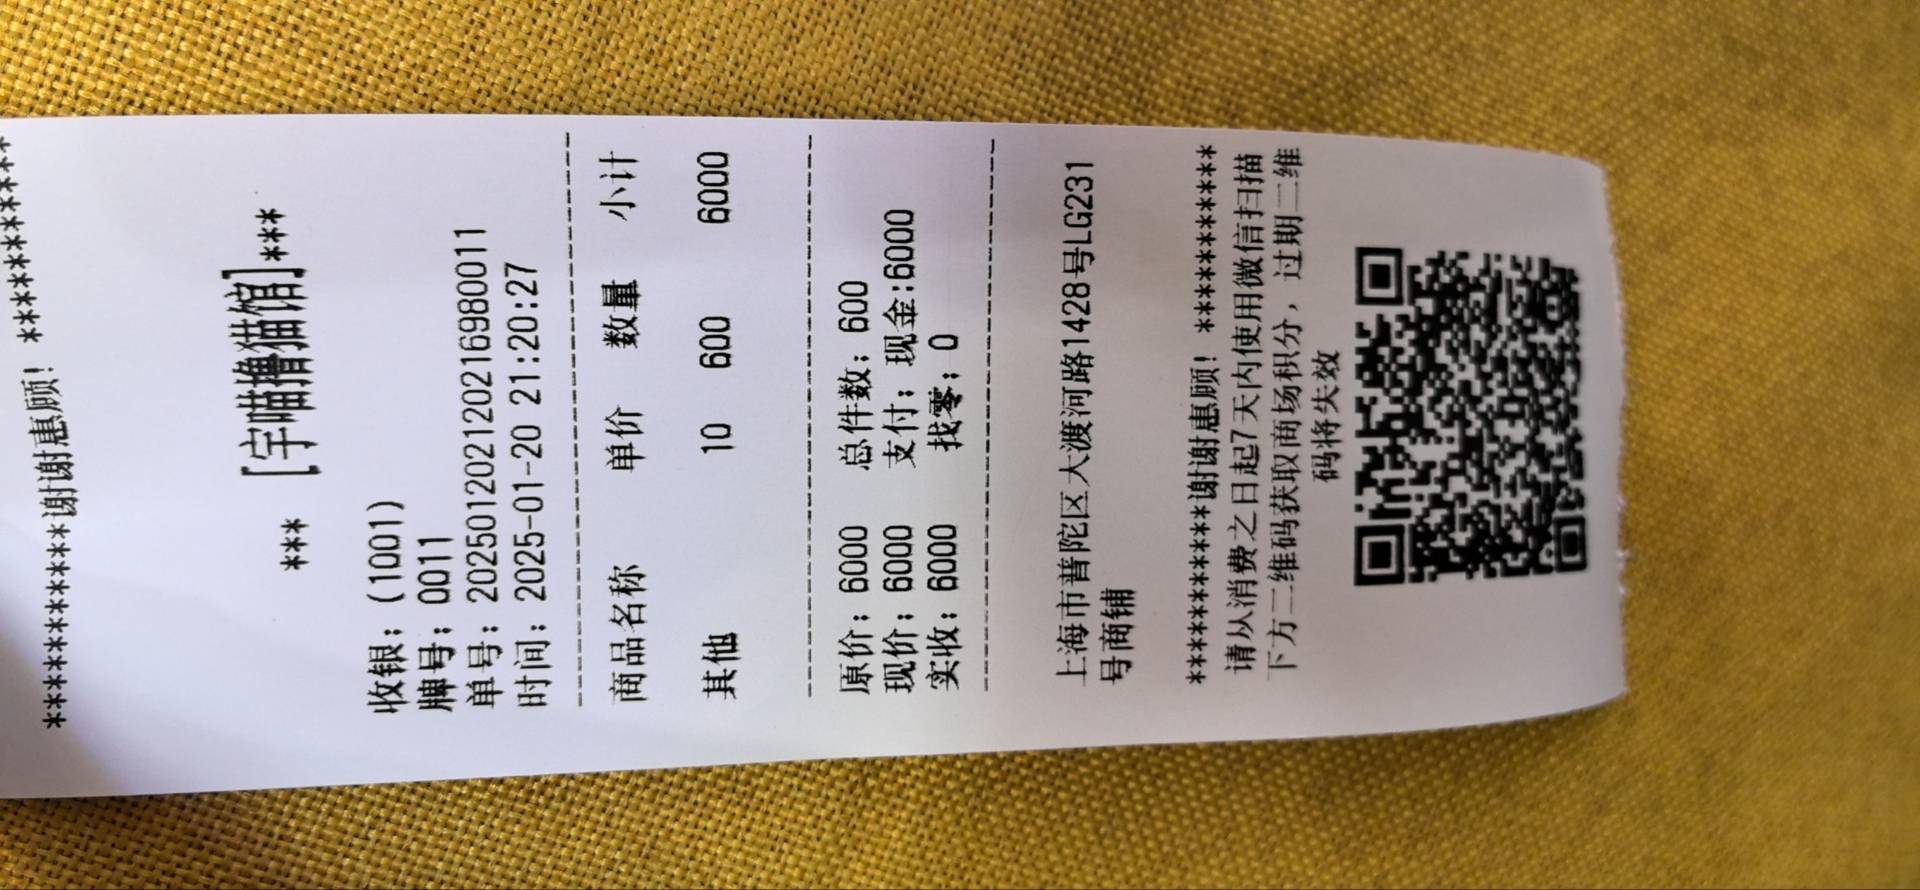 ************谢谢惠顾! ************
*** [宇喵撸猫馆]***
收银: (1001)
牌号: 0011
单号: 202501202120216980011
时间: 2025-01-20 21:20:27
商品名称 单价 数量 小计
其他 10 600 6000
原价: 6000 总件数: 600
现价: 6000 支付: 现金:6000
实收: 6000 找零: 0
上海市普陀区大渡河路1428号LG231
号商铺
************谢谢惠顾! ************
请从消费之日起7天内使用微信扫描
下方二维码获取商场积分, 过期二维
码将失效